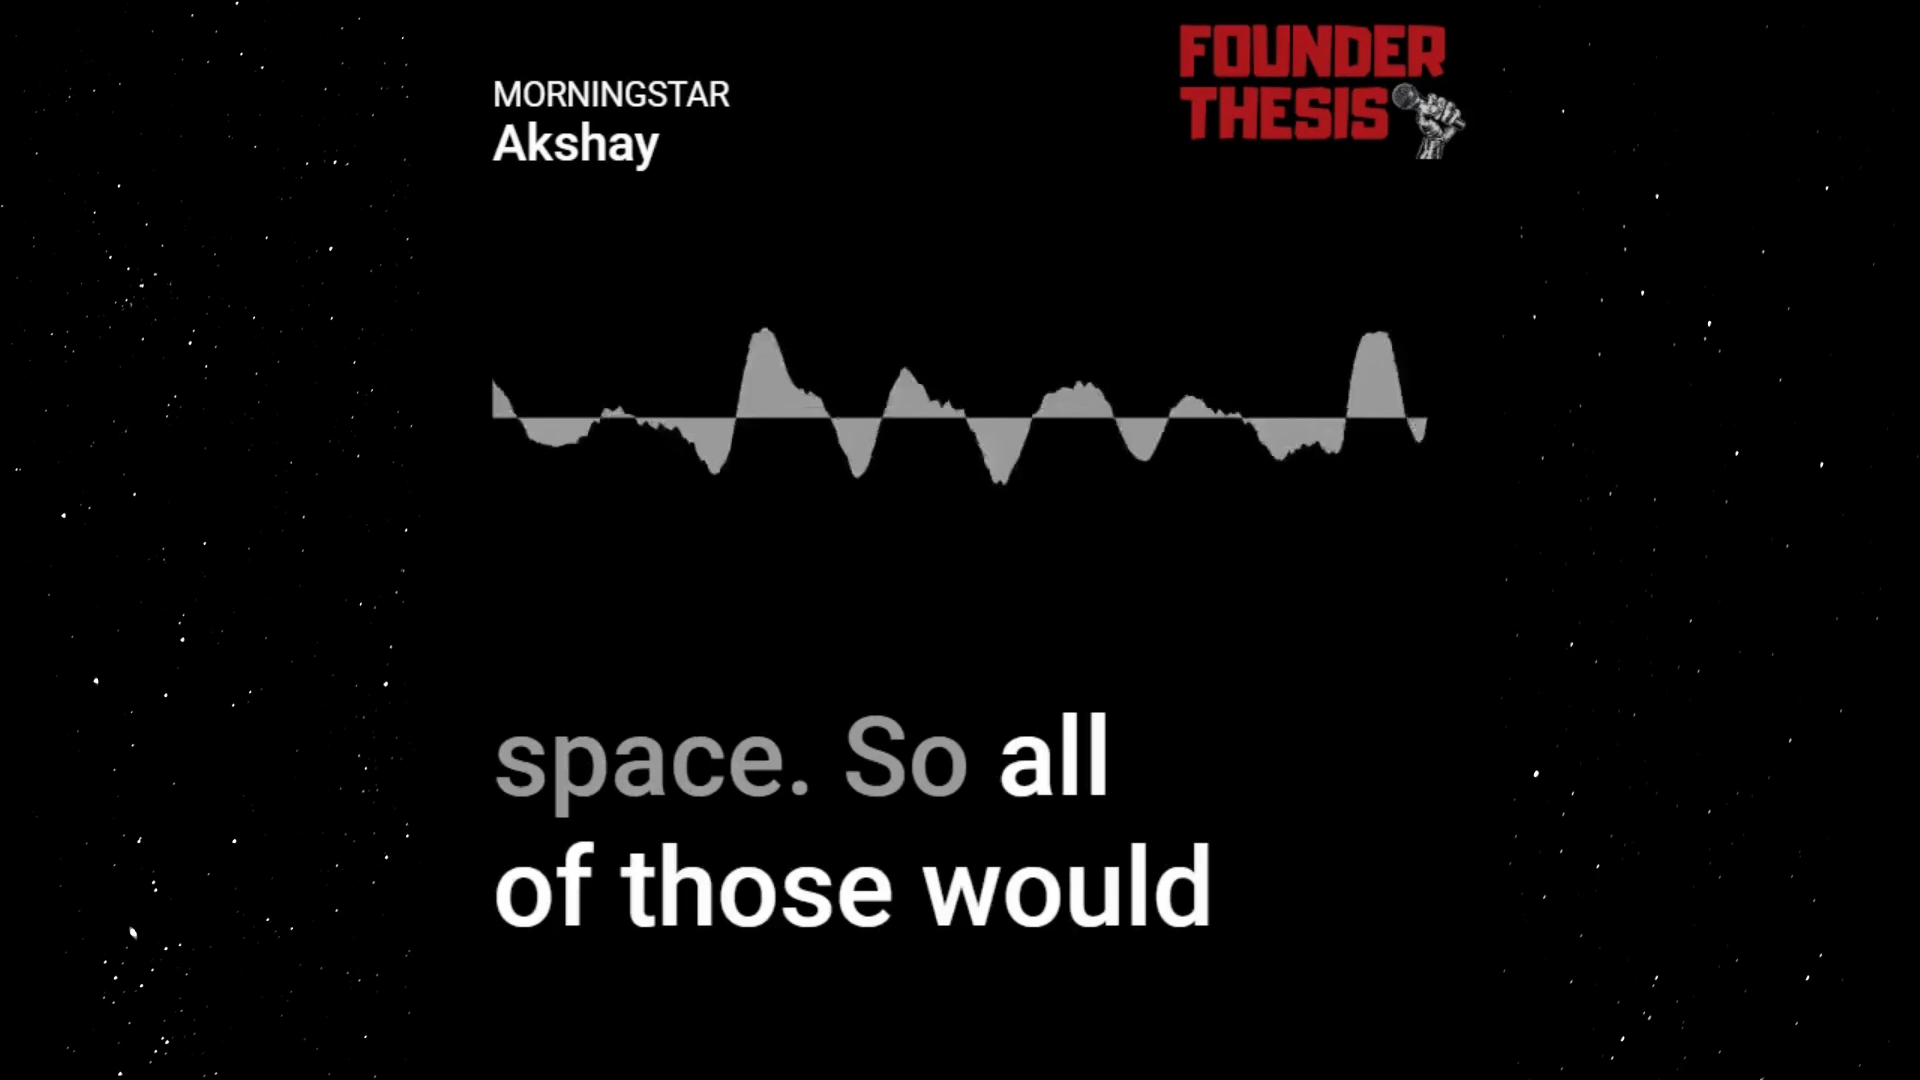 MORNINGSTAR
Akshay
FOUNDER
THESIS
space. So all
of those would